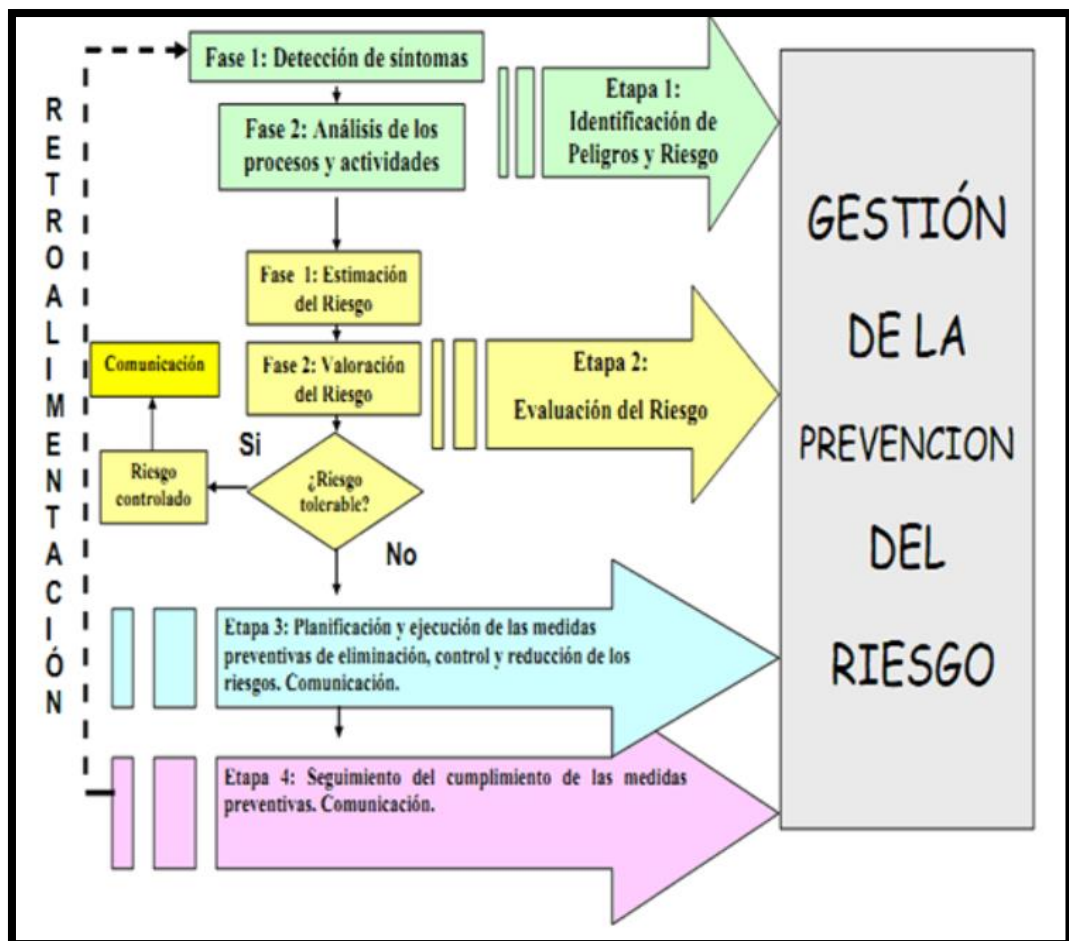 Fase 1: Detección de síntomas
Fase 2: Análisis de los
procesos y actividades
Etapa 1:
Identificación de
Peligros y Riesgo
Fase 1: Estimación
del Riesgo
Fase 2: Valoración
del Riesgo
Etapa 2:
Evaluación del Riesgo
Comunicación
Si
Riesgo
controlado
¿Riesgo
tolerable?
No
Etapa 3: Planificación y ejecución de las medidas
preventivas de eliminación, control y reducción de los
riesgos. Comunicación.
Etapa 4: Seguimiento del cumplimiento de las medidas
preventivas. Comunicación.
RETROALIMENTACIÓN
GESTIÓN
DE LA
PREVENCION
DEL
RIESGO